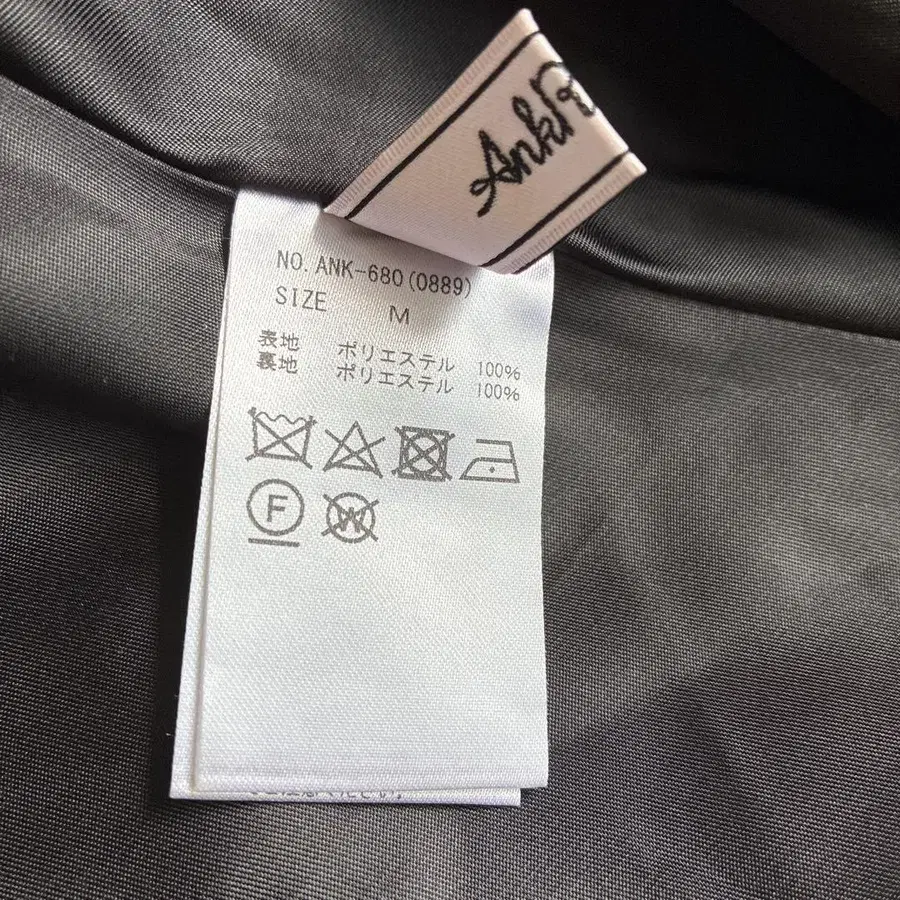 Ank
NO. ANK-680(0889)
SIZE M
表地 ポリエステル 100%
裏地 ポリエステル 100%
F
W